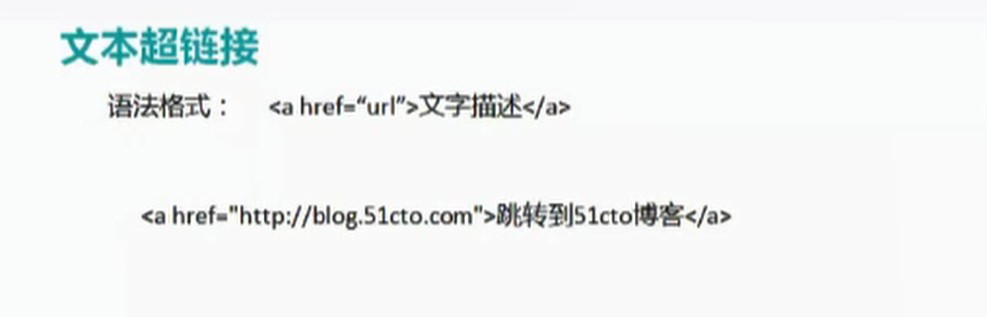 文本超链接
语法格式： <a href=“url”>文字描述</a>
<a href="http://blog.51cto.com">跳转到51cto博客</a>